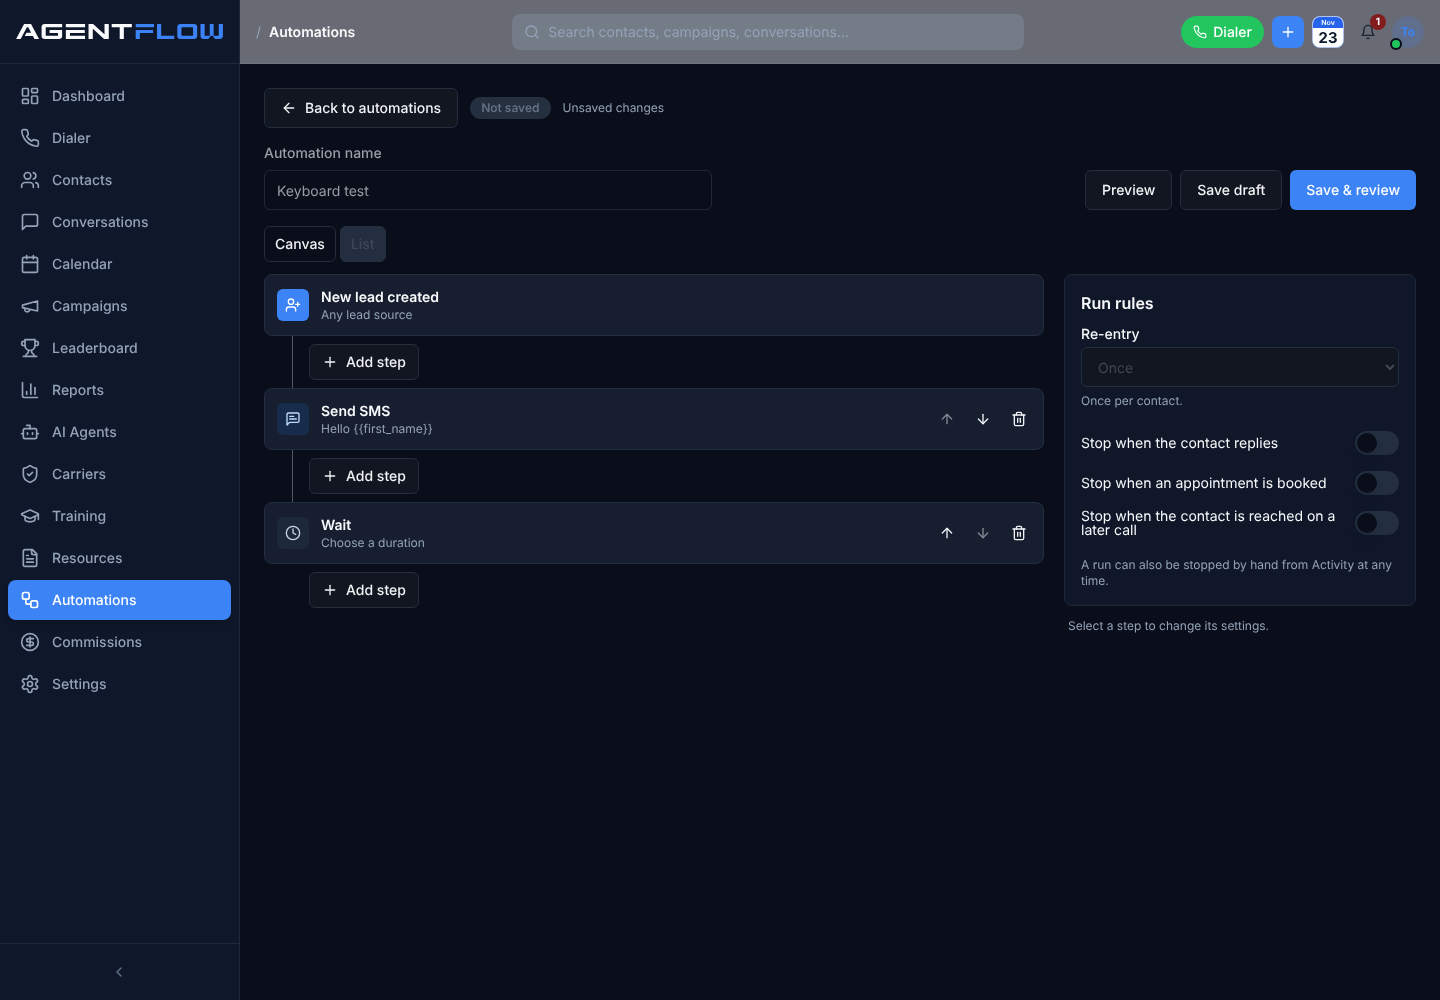 AGENTFLOW
/ Automations
Search contacts, campaigns, conversations...
Dialer
Nov
23
1
To
Dashboard
Dialer
Contacts
Conversations
Calendar
Campaigns
Leaderboard
Reports
AI Agents
Carriers
Training
Resources
Automations
Commissions
Settings
Back to automations
Not saved
Unsaved changes
Automation name
Keyboard test
Preview
Save draft
Save & review
Canvas
List
New lead created
Any lead source
Add step
Send SMS
Hello {{first_name}}
Add step
Wait
Choose a duration
Add step
Run rules
Re-entry
Once
Once per contact.
Stop when the contact replies
Stop when an appointment is booked
Stop when the contact is reached on a
later call
A run can also be stopped by hand from Activity at any
time.
Select a step to change its settings.